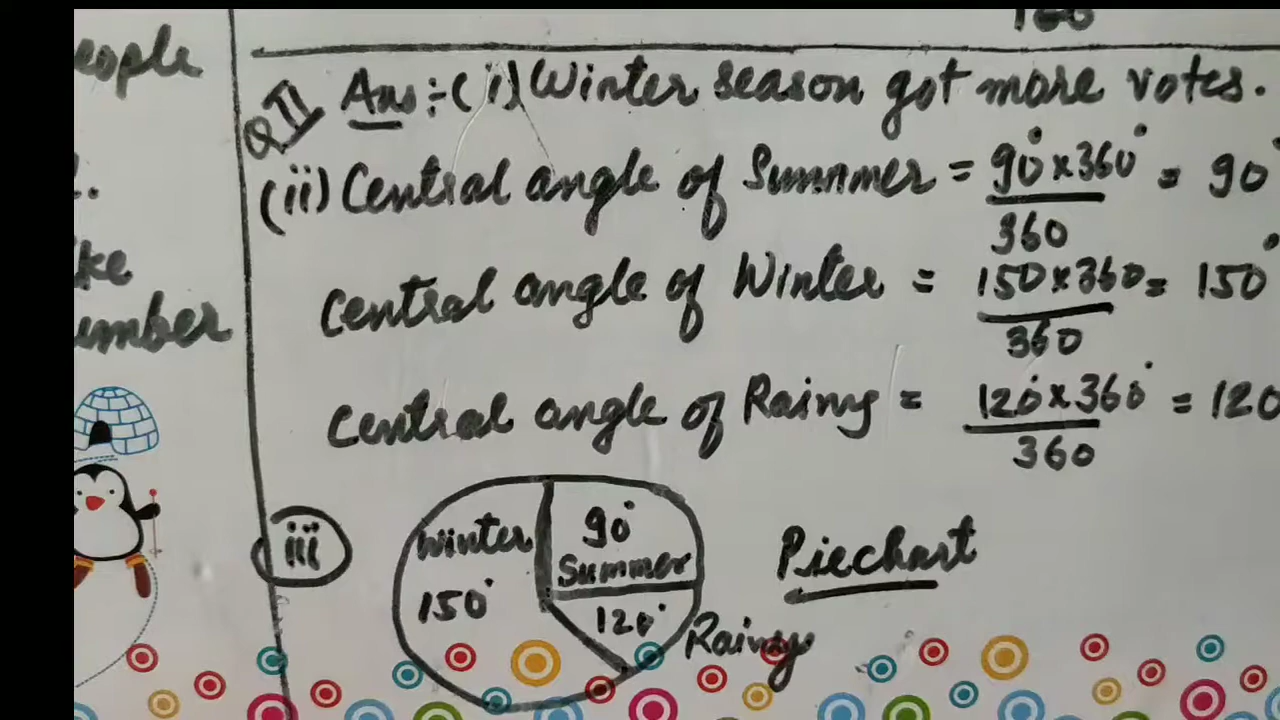 160
eople
QII Ans:-(i) Winter season got more votes.
(ii) Central angle of Summer = 90°×360° / 360 = 90°
ke
Central angle of Winter = 150×360 / 360 = 150°
umber
Central angle of Rainy = 120°×360° / 360 = 120
iii
Winter 90°
Summer
150° 120° Rainy
Piechart